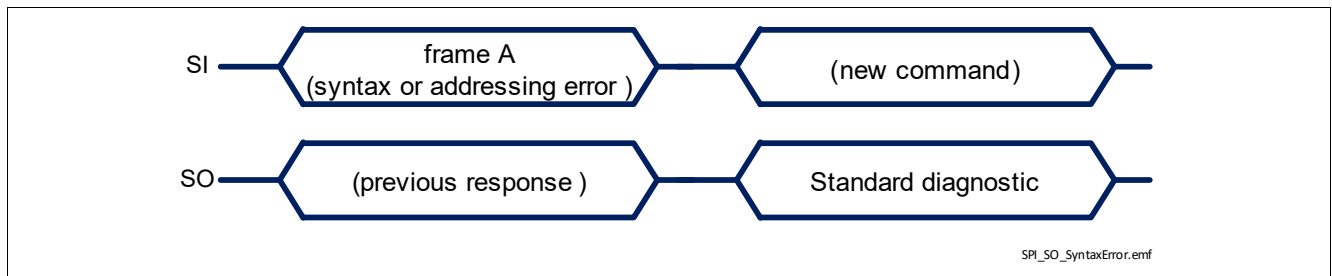 SI
frame A
(syntax or addressing error )
(new command)
SO
(previous response )
Standard diagnostic
SPI_SO_SyntaxError.emf